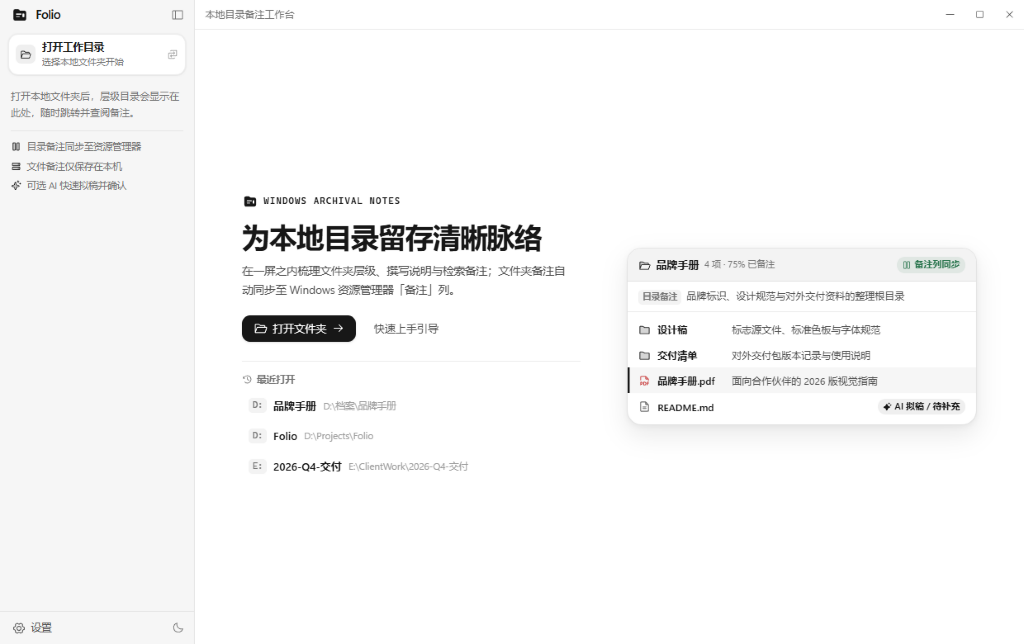 Folio
本地目录备注工作台
打开工作目录
选择本地文件夹开始
打开本地文件夹后，层级目录会显示在
此处，随时跳转并查阅备注。
目录备注同步至资源管理器
文件备注仅保存在本机
可选 AI 快速拟稿并确认
WINDOWS ARCHIVAL NOTES
为本地目录留存清晰脉络
在一屏之内梳理文件夹层级、撰写说明与检索备注；文件夹备注自
动同步至 Windows 资源管理器「备注」列。
打开文件夹 →
快速上手引导
最近打开
D: 品牌手册 D:\档案\品牌手册
D: Folio D:\Projects\Folio
E: 2026-Q4-交付 E:\ClientWork\2026-Q4-交付
品牌手册 4 项 · 75% 已备注 备注列同步
目录备注 品牌标识、设计规范与对外交付资料的整理根目录
设计稿 标志源文件、标准色板与字体规范
交付清单 对外交付包版本记录与使用说明
PDF 品牌手册.pdf 面向合作伙伴的 2026 版视觉指南
README.md AI 拟稿 / 待补充
设置